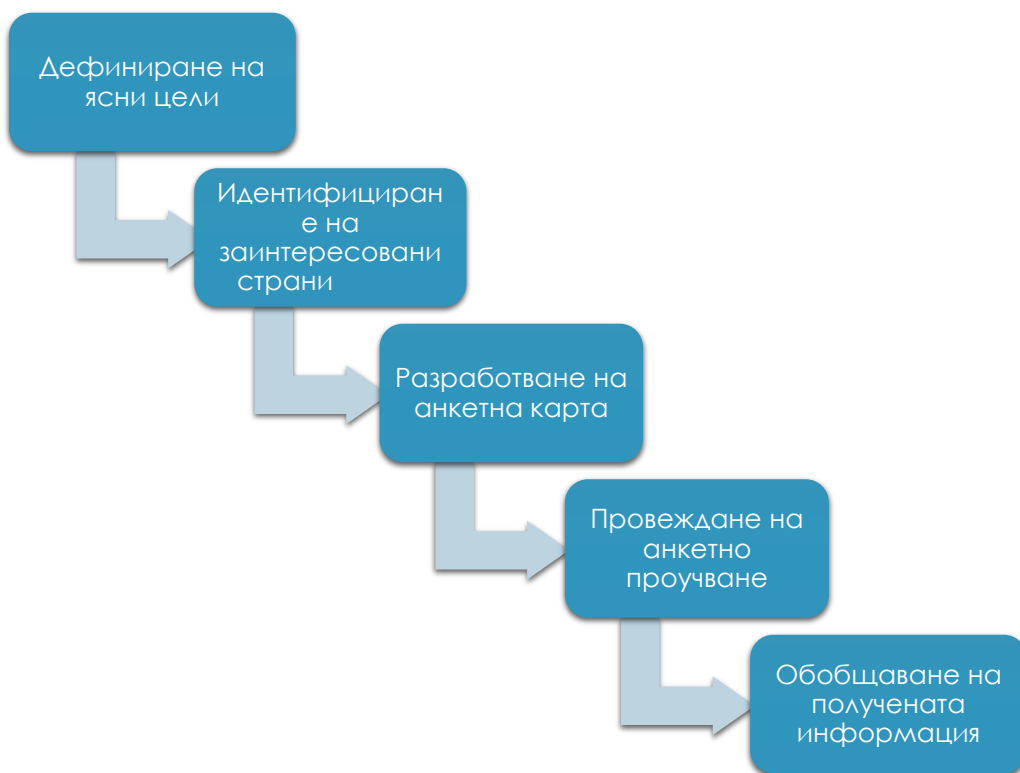 Дефиниране на
ясни цели
Идентифициран
е на
заинтересовани
страни
Разработване на
анкетна карта
Провеждане на
анкетно
проучване
Обобщаване на
получената
информация